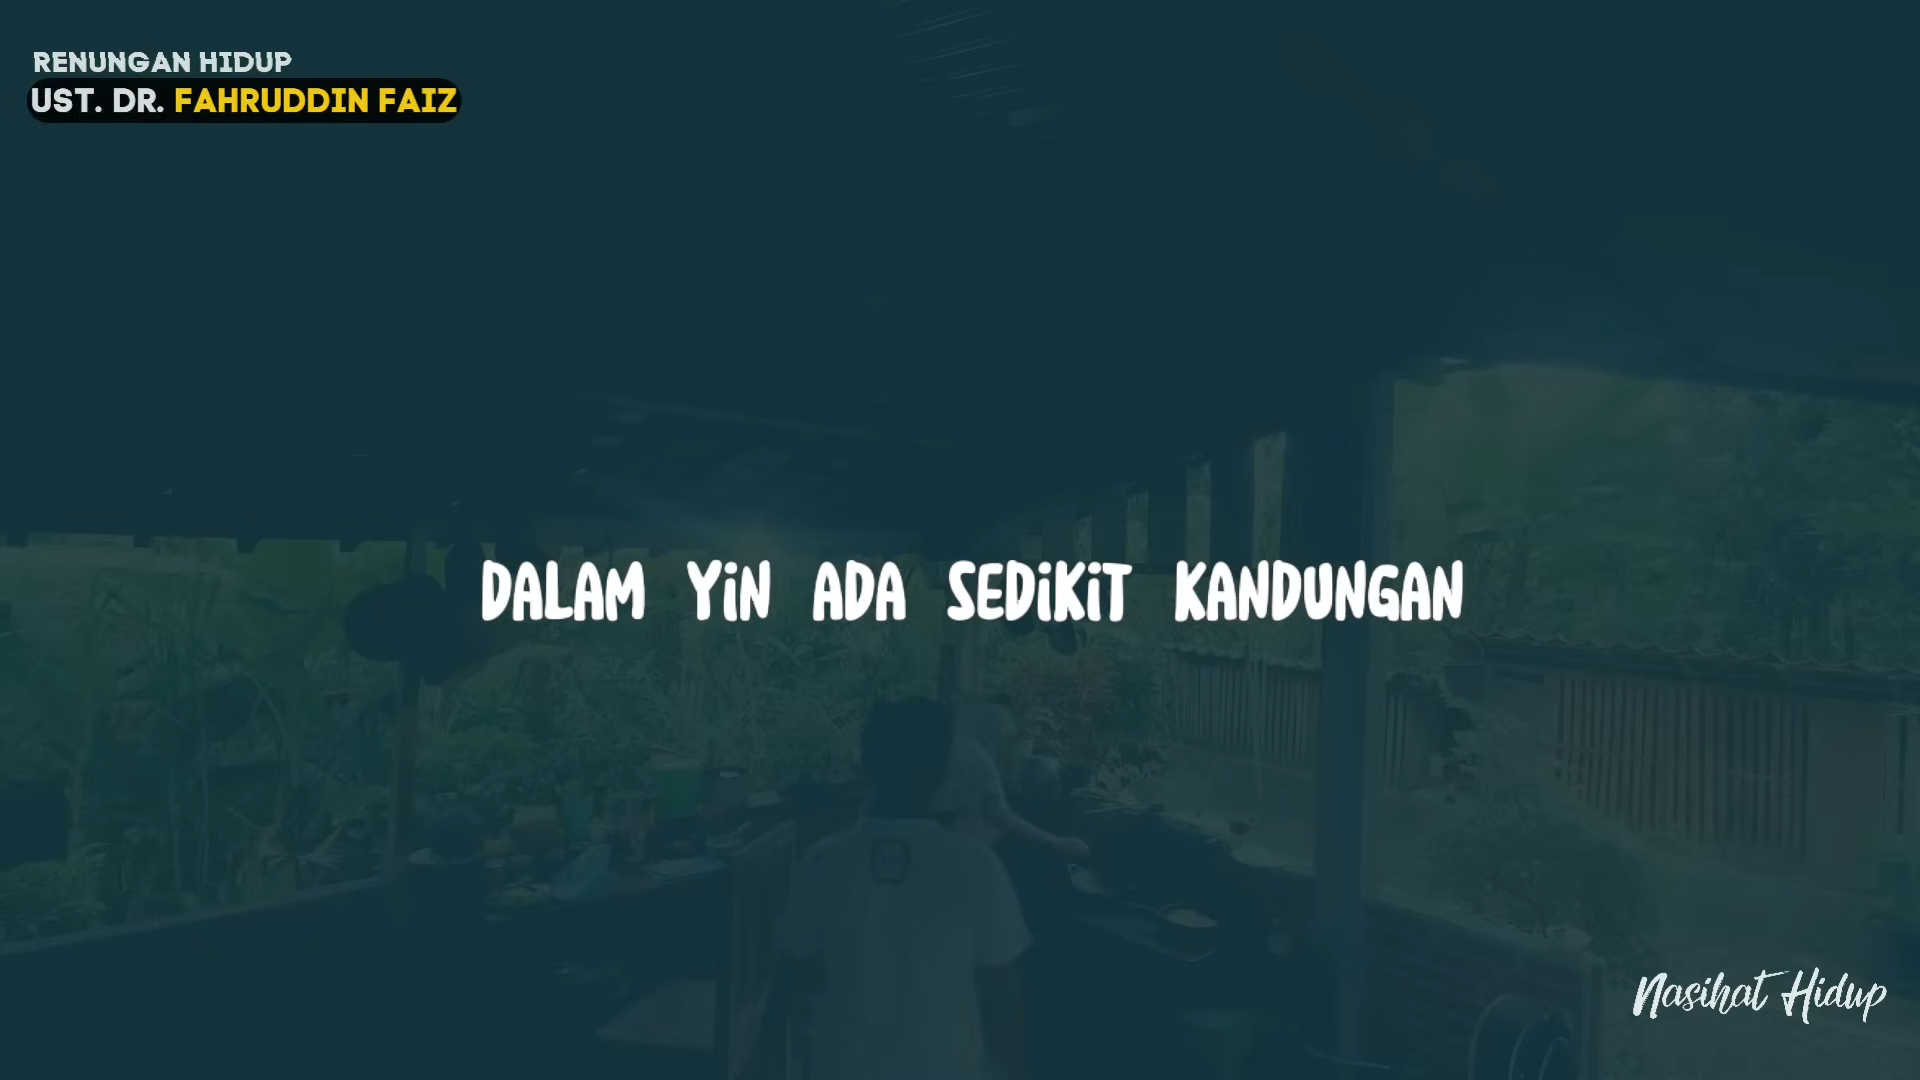 RENUNGAN HIDUP
UST. DR. FAHRUDDIN FAIZ
DALAM YiN ADA SEDiKiT KANDUNGAN
Nasihat Hidup